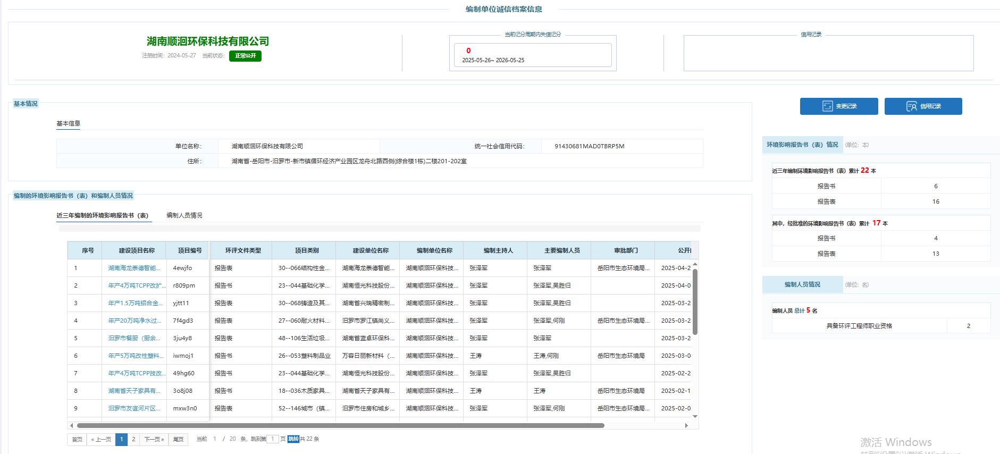 编制单位诚信档案信息
湖南顺洄环保科技有限公司
注册时间：2024-05-27 当前状态： 正常公开
当前记分周期内失信记分
0
2025-05-26~ 2026-05-25
信用记录
基本情况
变更记录
信用记录
基本信息
单位名称： 湖南顺洄环保科技有限公司 统一社会信用代码： 91430681MAD0TBRP5M
住所： 湖南省-岳阳市-汨罗市-新市镇循环经济产业园区龙舟北路西侧(综合楼1栋)二楼201-202室
环境影响报告书（表）情况 (单位：本)
近三年编制环境影响报告书（表）累计 22 本
报告书 6
报告表 16
其中，经批准的环境影响报告书（表）累计 17 本
报告书 4
报告表 13
编制人员情况 (单位：名)
编制人员 总计 5 名
具备环评工程师职业资格 2
编制的环境影响报告书（表）和编制人员情况
近三年编制的环境影响报告书（表） 编制人员情况
序号 建设项目名称 项目编号 环评文件类型 项目类别 建设单位名称 编制单位名称 编制主持人 主要编制人员 审批部门 公开
1 湖南海龙崇德智能... 4ewjfo 报告表 30--066结构性金... 湖南海龙崇德智能... 湖南顺洄环保科技... 张泽军 张泽军 岳阳市生态环境局... 2025-04-2
2 年产4万吨TCPP改扩... r809pm 报告书 23--044基础化学... 湖南恒光科技股份... 湖南顺洄环保科技... 张泽军 张泽军,吴胜归 2025-04-0
3 年产1.5万吨铝合金... yjtt11 报告表 30--068铸造及其... 湖南省兴瑞精密制... 湖南顺洄环保科技... 张泽军 张泽军,吴胜归 2025-03-2
4 年产20万吨净水过... 7f4gd3 报告表 27--060耐火材料... 汨罗市罗江镇尚义... 湖南顺洄环保科技... 张泽军 张泽军,何刚 岳阳市生态环境局... 2025-03-2
5 汨罗市餐厨（厨余... 3ju4y8 报告表 48--106生活垃圾... 湖南省蓝卓环保科... 湖南顺洄环保科技... 张泽军 张泽军 2025-03-2
6 年产5万吨改性塑料... iwmoj1 报告书 26--053塑料制品业 万容日丽新材料（... 湖南顺洄环保科技... 王涛 王涛,何刚 岳阳市生态环境局 2025-03-0
7 年产4万吨TCPP技改... 49hg60 报告书 23--044基础化学... 湖南恒光科技股份... 湖南顺洄环保科技... 张泽军 张泽军,吴胜归 2025-02-2
8 湖南省天子家具有... 3o8j08 报告书 18--036木质家具... 湖南省天子家具有... 湖南顺洄环保科技... 王涛 王涛 岳阳市生态环境局 2025-02-1
9 汨罗市友谊河片区... mxw3n0 报告表 52--146城市（镇... 汨罗市住房和城乡... 湖南顺洄环保科技... 张泽军 张泽军,何刚 岳阳市生态环境局... 2025-02-0
首页 « 上一页 1 2 下一页 » 尾页 当前 1 / 20 条，跳到第 1 页 跳转 共 22 条
激活 Windows